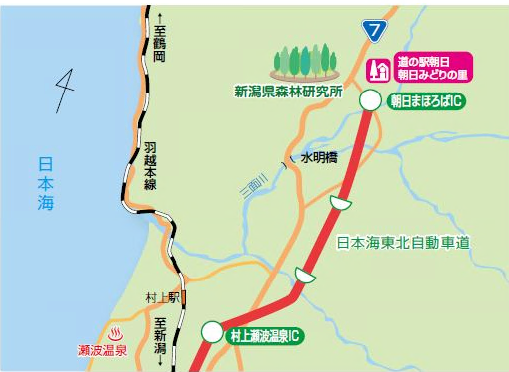 ↑至鶴岡
7
道の駅朝日
朝日みどりの里
新潟県森林研究所
朝日まほろばIC
羽越本線
水明橋
日本海
三面川
日本海東北自動車道
村上駅
至新潟↓
村上瀬波温泉IC
瀬波温泉